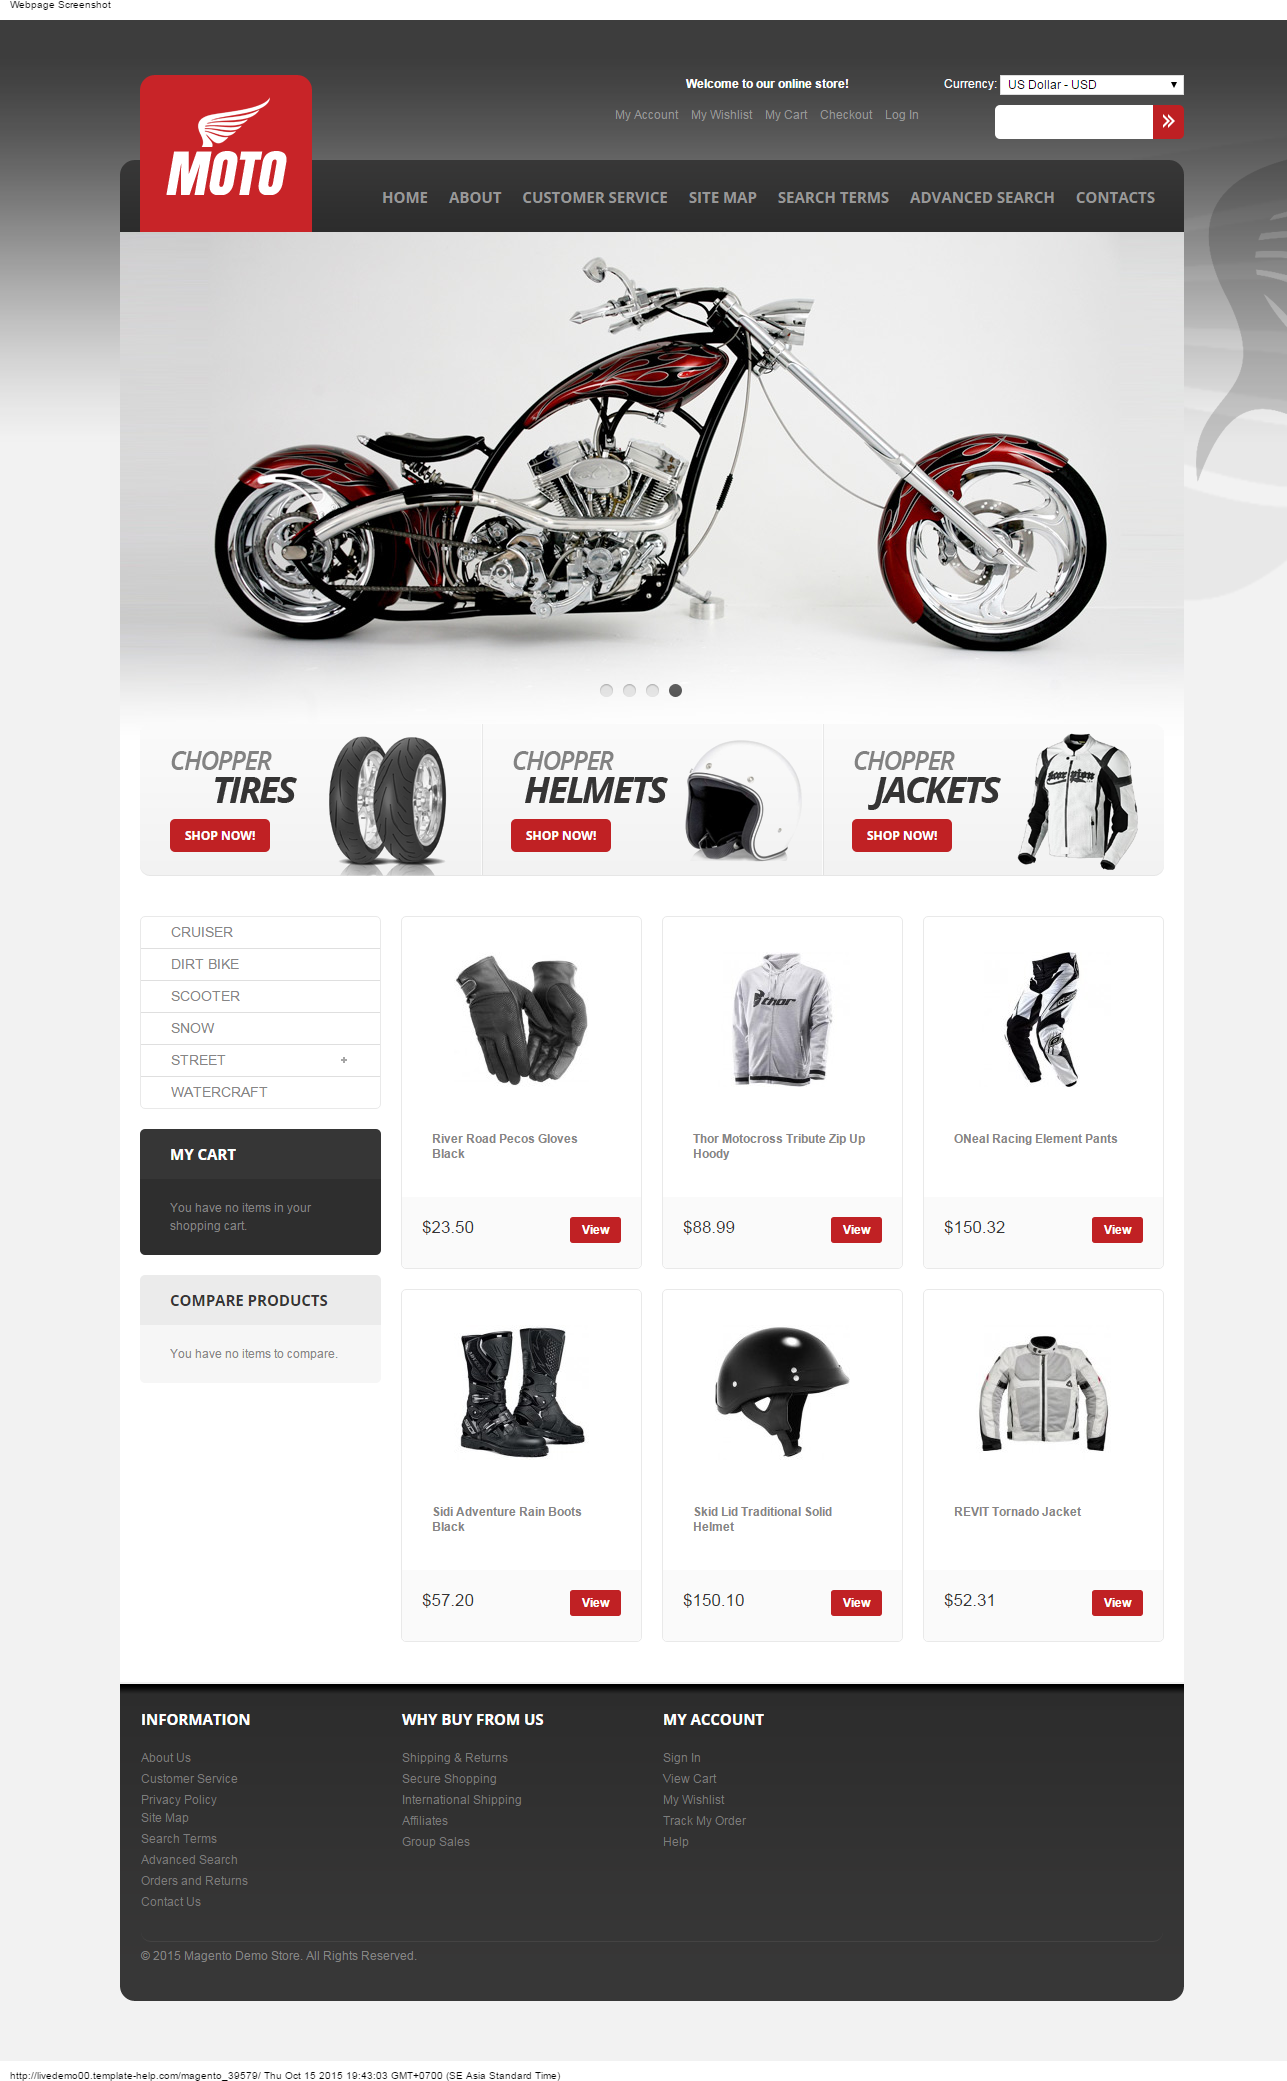 Webpage Screenshot
Welcome to our online store!
Currency: US Dollar - USD
My Account My Wishlist My Cart Checkout Log In
MOTO
HOME ABOUT CUSTOMER SERVICE SITE MAP SEARCH TERMS ADVANCED SEARCH CONTACTS
CHOPPER
TIRES
SHOP NOW!
CHOPPER
HELMETS
SHOP NOW!
CHOPPER
JACKETS
SHOP NOW!
scorpion
CRUISER
DIRT BIKE
SCOOTER
SNOW
STREET +
WATERCRAFT
MY CART
You have no items in your
shopping cart.
COMPARE PRODUCTS
You have no items to compare.
River Road Pecos Gloves
Black
$23.50
View
thor
Thor Motocross Tribute Zip Up
Hoody
$88.99
View
ONeal Racing Element Pants
$150.32
View
Sidi Adventure Rain Boots
Black
$57.20
View
Skid Lid Traditional Solid
Helmet
$150.10
View
REVIT Tornado Jacket
$52.31
View
INFORMATION
About Us
Customer Service
Privacy Policy
Site Map
Search Terms
Advanced Search
Orders and Returns
Contact Us
WHY BUY FROM US
Shipping & Returns
Secure Shopping
International Shipping
Affiliates
Group Sales
MY ACCOUNT
Sign In
View Cart
My Wishlist
Track My Order
Help
© 2015 Magento Demo Store. All Rights Reserved.
http://livedemo00.template-help.com/magento_39579/ Thu Oct 15 2015 19:43:03 GMT+0700 (SE Asia Standard Time)